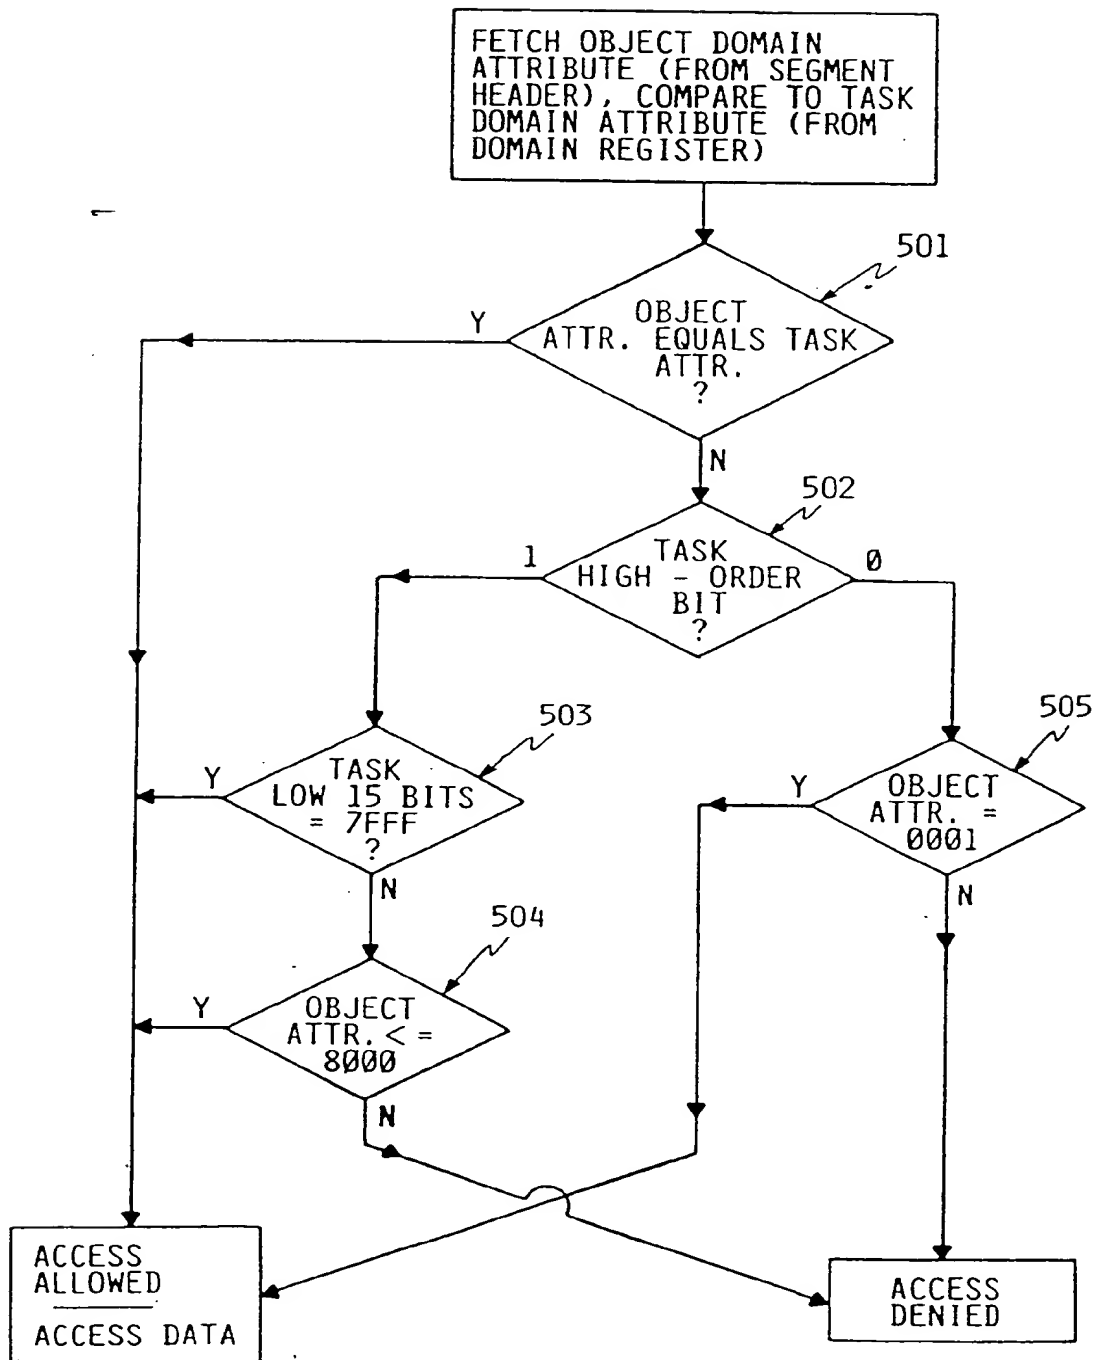 FETCH OBJECT DOMAIN
ATTRIBUTE (FROM SEGMENT
HEADER), COMPARE TO TASK
DOMAIN ATTRIBUTE (FROM
DOMAIN REGISTER)
501
OBJECT
ATTR. EQUALS TASK
ATTR.
?
Y
N
502
TASK
HIGH - ORDER
BIT
?
1
0
503
TASK
LOW 15 BITS
= 7FFF
?
Y
N
505
OBJECT
ATTR. =
0001
Y
N
504
OBJECT
ATTR. < =
8000
Y
N
ACCESS
ALLOWED
ACCESS DATA
ACCESS
DENIED